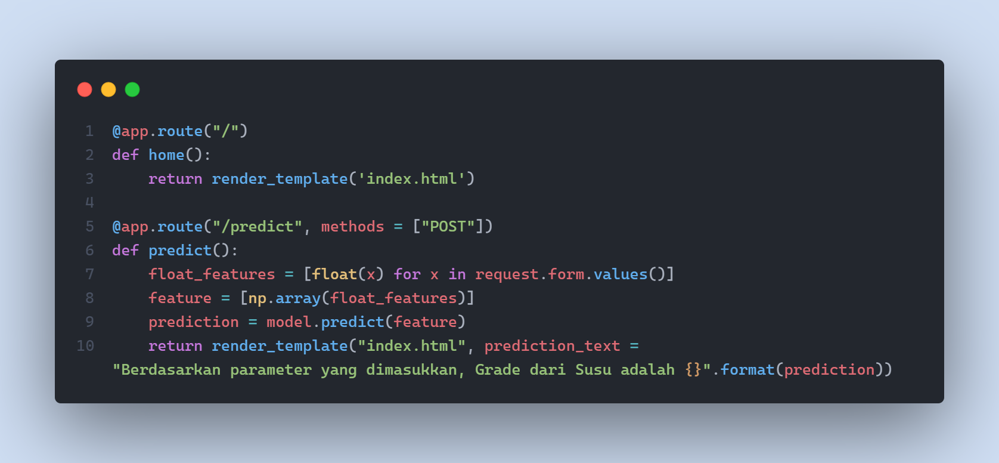 1 @app.route("/")
2 def home():
3     return render_template('index.html')
4
5 @app.route("/predict", methods = ["POST"])
6 def predict():
7     float_features = [float(x) for x in request.form.values()]
8     feature = [np.array(float_features)]
9     prediction = model.predict(feature)
10     return render_template("index.html", prediction_text =
"Berdasarkan parameter yang dimasukkan, Grade dari Susu adalah {}".format(prediction))